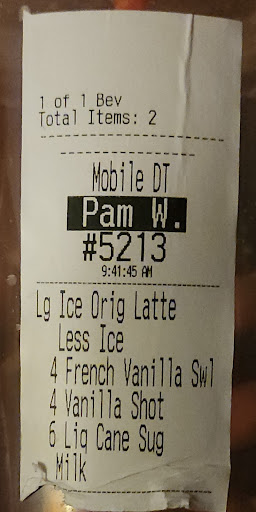 1 of 1 Bev
Total Items: 2
Mobile DT
Pam W.
#5213
9:41:45 AM
Lg Ice Orig Latte
Less Ice
4 French Vanilla Swl
4 Vanilla Shot
6 Liq Cane Sug
Milk